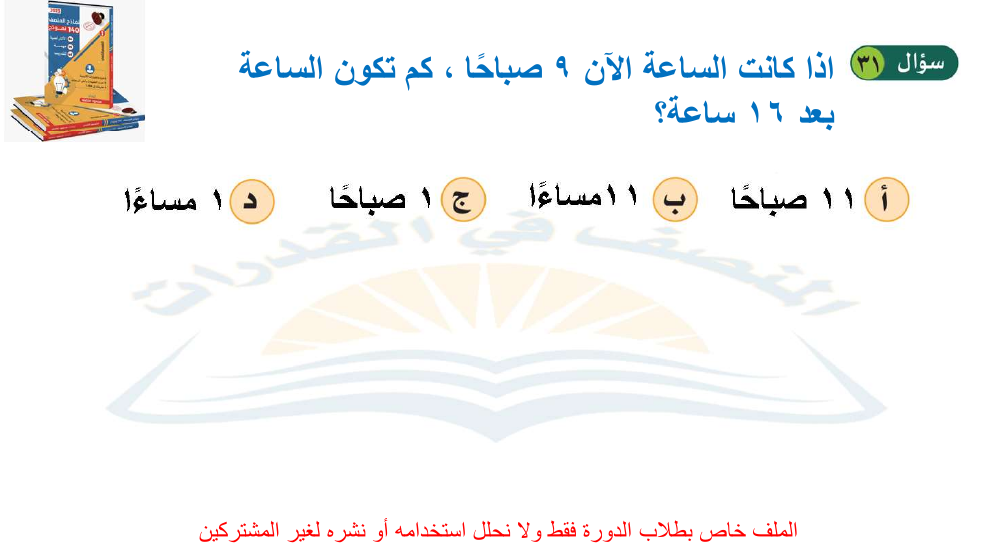 سؤال ٣١
اذا كانت الساعة الآن ٩ صباحًا ، كم تكون الساعة
بعد ١٦ ساعة؟
أ ١١ صباحًا
ب ١١مساءًا
ج ١ صباحًا
د ١ مساءًا
المنصف في القدرات
الملف خاص بطلاب الدورة فقط ولا نحلل استخدامه أو نشره لغير المشتركين